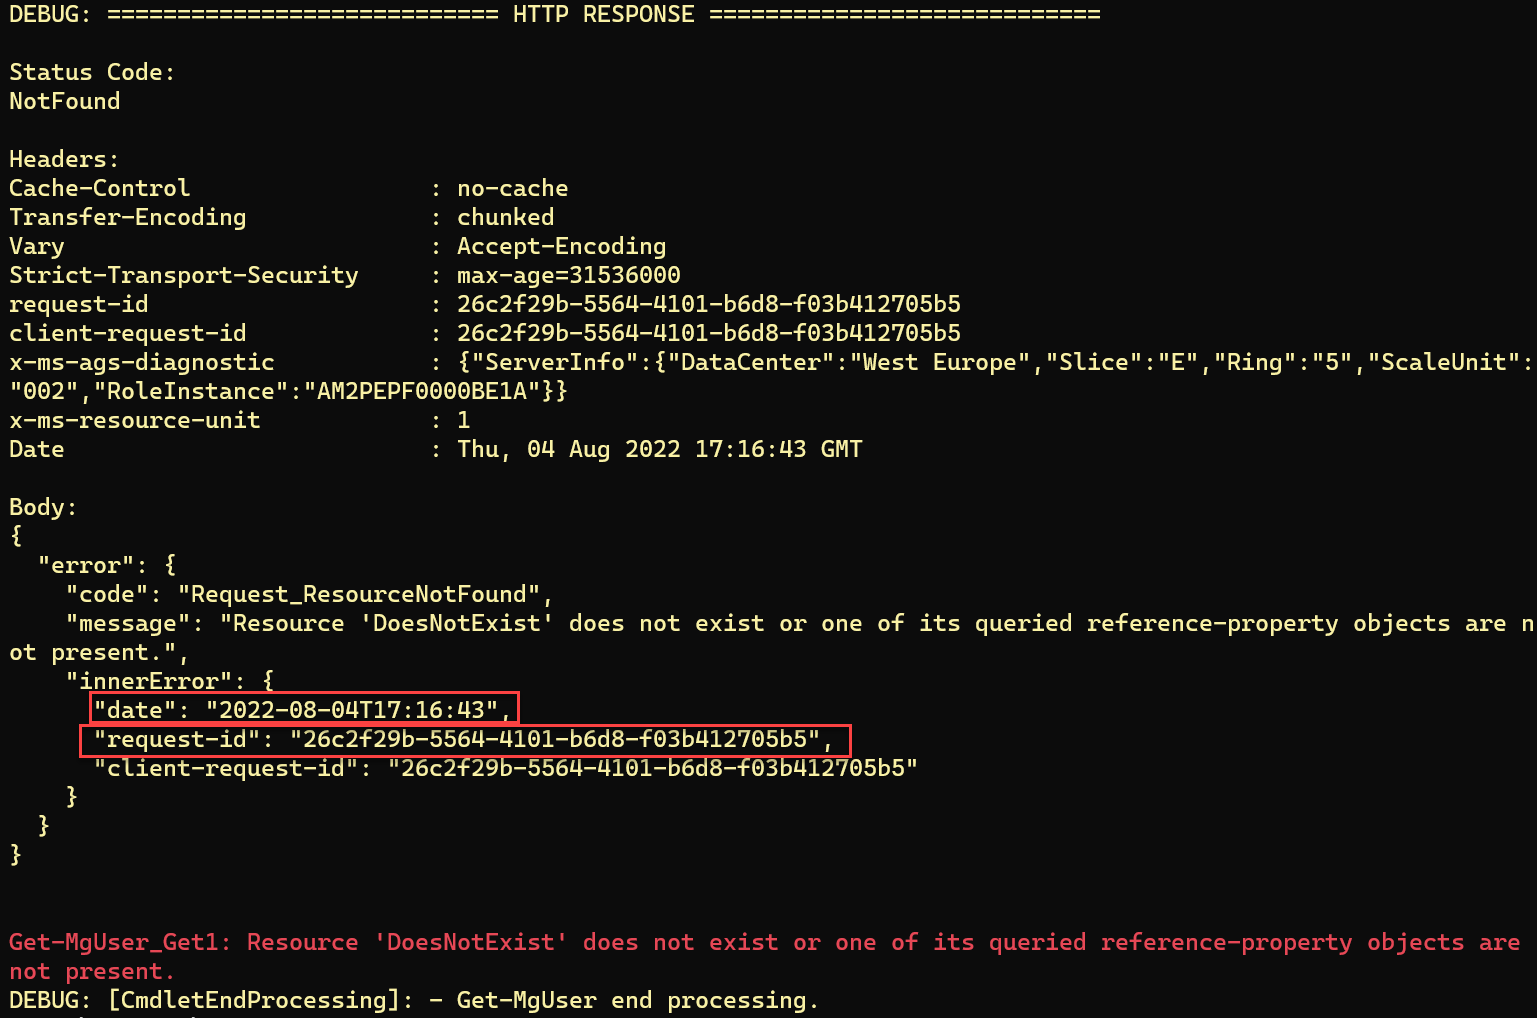 DEBUG: ============================ HTTP RESPONSE ============================
Status Code:
NotFound
Headers:
Cache-Control                 : no-cache
Transfer-Encoding             : chunked
Vary                          : Accept-Encoding
Strict-Transport-Security     : max-age=31536000
request-id                    : 26c2f29b-5564-4101-b6d8-f03b412705b5
client-request-id             : 26c2f29b-5564-4101-b6d8-f03b412705b5
x-ms-ags-diagnostic           : {"ServerInfo":{"DataCenter":"West Europe","Slice":"E","Ring":"5","ScaleUnit":
"002","RoleInstance":"AM2PEPF0000BE1A"}}
x-ms-resource-unit            : 1
Date                          : Thu, 04 Aug 2022 17:16:43 GMT
Body:
{
  "error": {
    "code": "Request_ResourceNotFound",
    "message": "Resource 'DoesNotExist' does not exist or one of its queried reference-property objects are n
ot present.",
    "innerError": {
      "date": "2022-08-04T17:16:43",
      "request-id": "26c2f29b-5564-4101-b6d8-f03b412705b5",
      "client-request-id": "26c2f29b-5564-4101-b6d8-f03b412705b5"
    }
  }
}
Get-MgUser_Get1: Resource 'DoesNotExist' does not exist or one of its queried reference-property objects are
not present.
DEBUG: [CmdletEndProcessing]: - Get-MgUser end processing.